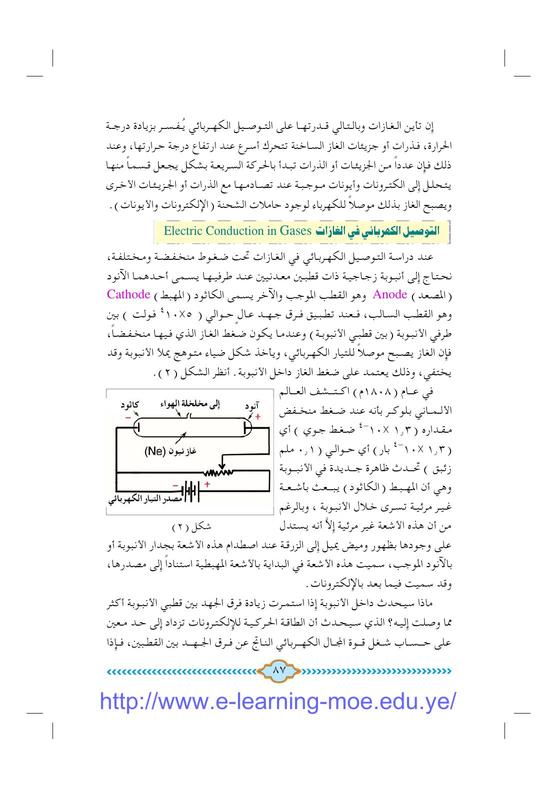 إن تأين الغازات وبالتالي قدرتها على التوصيل الكهربائي يُفسر بزيادة درجة
الحرارة، فذرات أو جزيئات الغاز الساخنة تتحرك أسرع عند ارتفاع درجة حرارتها، وعند
ذلك فإن عدداً من الجزيئات أو الذرات تبدأ بالحركة السريعة بشكل يجعل قسماً منها
يتحلل إلى الكترونات وأيونات موجبة عند تصادمها مع الذرات أو الجزيئات الأخرى
ويصبح الغاز بذلك موصلاً للكهرباء لوجود حاملات الشحنة ( الإلكترونات والأيونات ) .
التوصيل الكهربائي في الغازات Electric Conduction in Gases
عند دراسة التوصيل الكهربائي في الغازات تحت ضغوط منخفضة ومختلفة،
نحتاج إلى أنبوبة زجاجية ذات قطبين معدنيين عند طرفيها يسمى أحدهما الآنود
( المصعد ) Anode وهو القطب الموجب والآخر يسمى الكاثود ( المهبط ) Cathode
وهو القطب السالب، فعند تطبيق فرق جهد عالٍ حوالي ( ٥×١٠٤ فولت ) بين
طرفي الأنبوبة ( بين قطبي الأنبوبة ) وعندما يكون ضغط الغاز الذي فيها منخفضاً،
فإن الغاز يصبح موصلاً للتيار الكهربائي، ويأخذ شكل ضياء متوهج يملأ الأنبوبة وقد
يختفي، وذلك يعتمد على ضغط الغاز داخل الأنبوبة . أنظر الشكل ( ٢ ) .
في عام ( ١٨٠٨م ) اكتشف العالم
الألماني بلوكر بأنه عند ضغط منخفض
مقداره ( ١,٣ × ١٠−٤ ضغط جوي ) أي
( ١,٣ × ١٠−٤ بار ) أي حوالي ( ٠,١ ملم
زئبق ) تحدث ظاهرة جديدة في الأنبوبة
وهي أن المهبط ( الكاثود ) يبعث بأشعة
غير مرئية تسري خلال الأنبوبة ، وبالرغم
من أن هذه الأشعة غير مرئية إلاّ أنه يستدل
إلى مخلخلة الهواء
آنود
كاثود
+
−
غاز نيون (Ne)
−
+
مصدر التيار الكهربائي
شكل ( ٢ )
على وجودها بظهور وميض يميل إلى الزرقة عند اصطدام هذه الأشعة بجدار الأنبوبة أو
بالآنود الموجب، سميت هذه الأشعة في البداية بالأشعة المهبطية استناداً إلى مصدرها،
وقد سميت فيما بعد بالإلكترونات .
ماذا سيحدث داخل الأنبوبة إذا استمرت زيادة فرق الجهد بين قطبي الأنبوبة أكثر
مما وصلت إليه؟ الذي سيحدث أن الطاقة الحركية للإلكترونات تزداد إلى حد معين
على حساب شغل قوة المجال الكهربائي الناتج عن فرق الجهد بين القطبين، فإذا
٨٧
http://www.e-learning-moe.edu.ye/